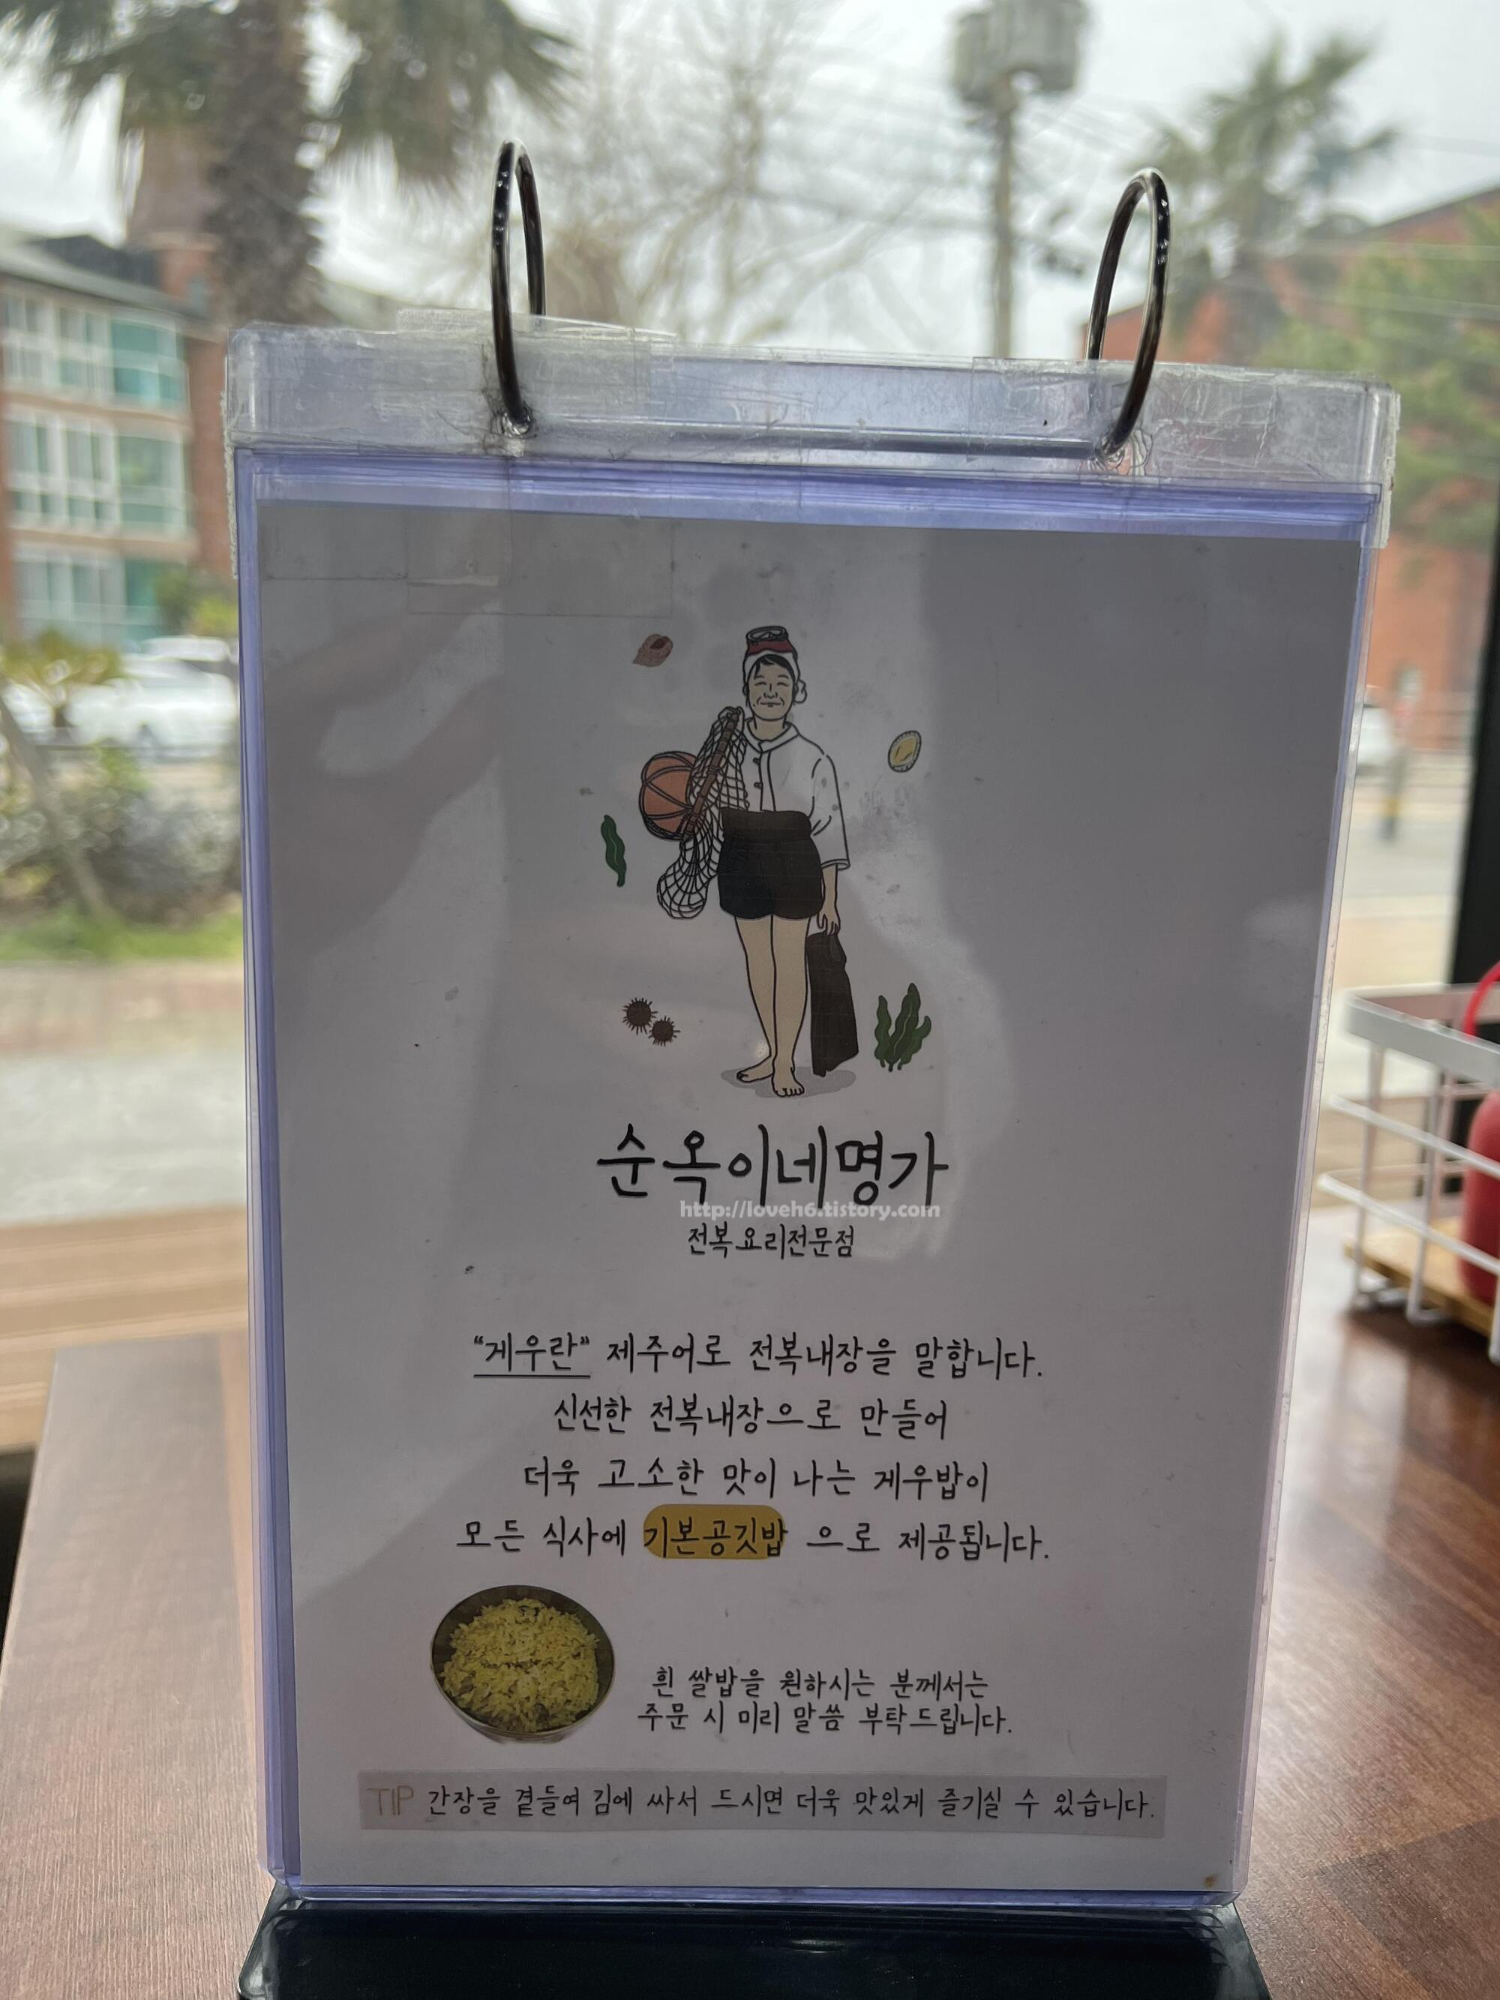 순옥이네명가
http://loveh6.tistory.com
전복요리전문점
"게우란" 제주어로 전복내장을 말합니다.
신선한 전복내장으로 만들어
더욱 고소한 맛이 나는 게우밥이
모든 식사에 기본공깃밥 으로 제공됩니다.
흰 쌀밥을 원하시는 분께서는
주문 시 미리 말씀 부탁드립니다.
TIP 간장을 곁들여 김에 싸서 드시면 더욱 맛있게 즐기실 수 있습니다.